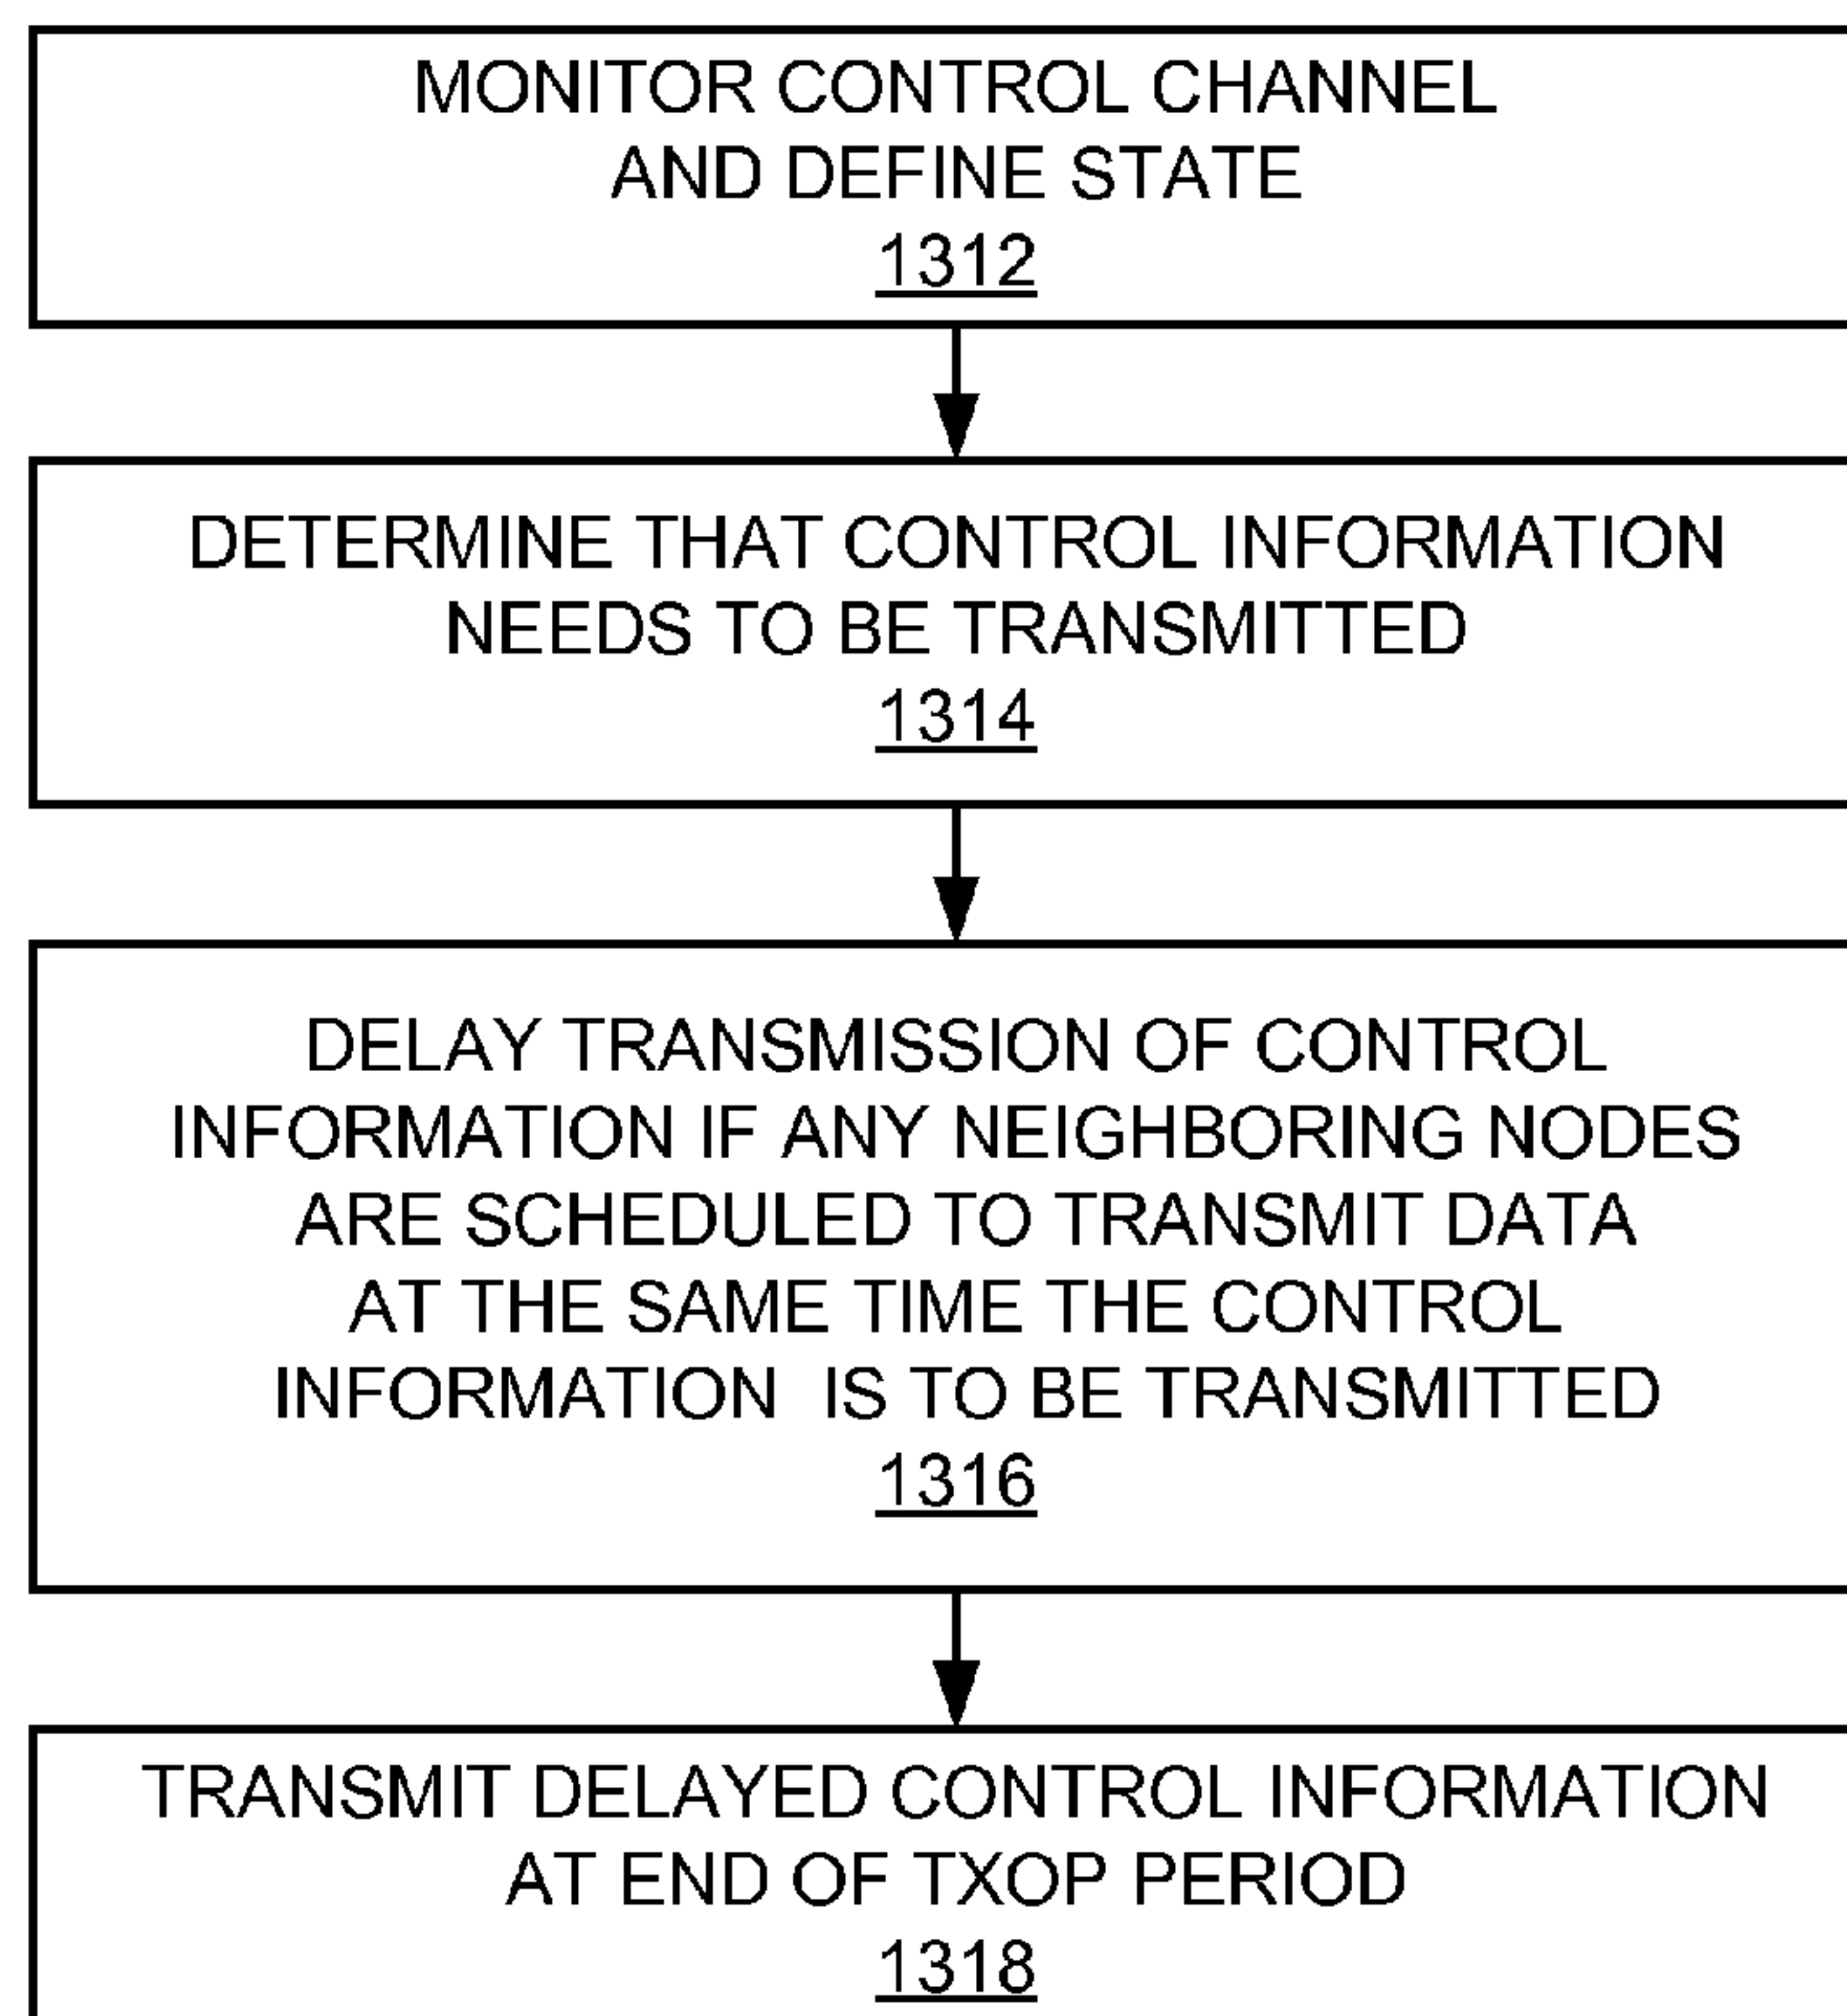 MONITOR CONTROL CHANNEL
AND DEFINE STATE
1312
DETERMINE THAT CONTROL INFORMATION
NEEDS TO BE TRANSMITTED
1314
DELAY TRANSMISSION OF CONTROL
INFORMATION IF ANY NEIGHBORING NODES
ARE SCHEDULED TO TRANSMIT DATA
AT THE SAME TIME THE CONTROL
INFORMATION IS TO BE TRANSMITTED
1316
TRANSMIT DELAYED CONTROL INFORMATION
AT END OF TXOP PERIOD
1318